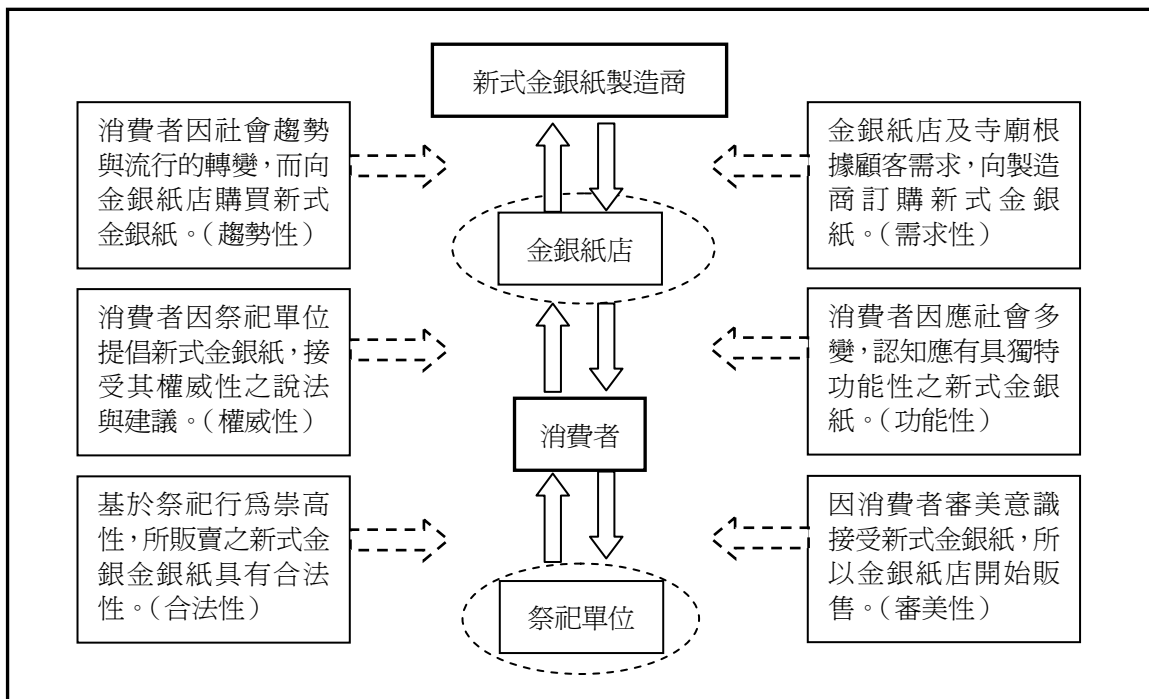 新式金銀紙製造商
消費者因社會趨勢
與流行的轉變，而向
金銀紙店購買新式
金銀紙。（趨勢性）
金銀紙店及寺廟根
據顧客需求，向製造
商訂購新式金銀
紙。（需求性）
金銀紙店
消費者因祭祀單位
提倡新式金銀紙，接
受其權威性之說法
與建議。（權威性）
消費者因應社會多
變，認知應有具獨特
功能性之新式金銀
紙。（功能性）
消費者
基於祭祀行為崇高
性，所販賣之新式金
銀金銀紙具有合法
性。（合法性）
因消費者審美意識
接受新式金銀紙，所
以金銀紙店開始販
售。（審美性）
祭祀單位